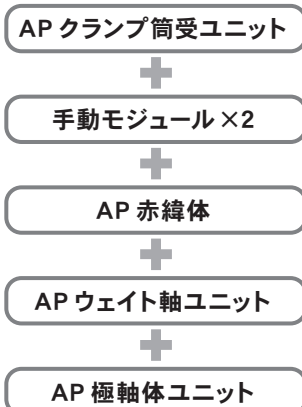 AP クランプ筒受ユニット
+
手動モジュール ×2
+
AP 赤緯体
+
AP ウェイト軸ユニット
+
AP 極軸体ユニット